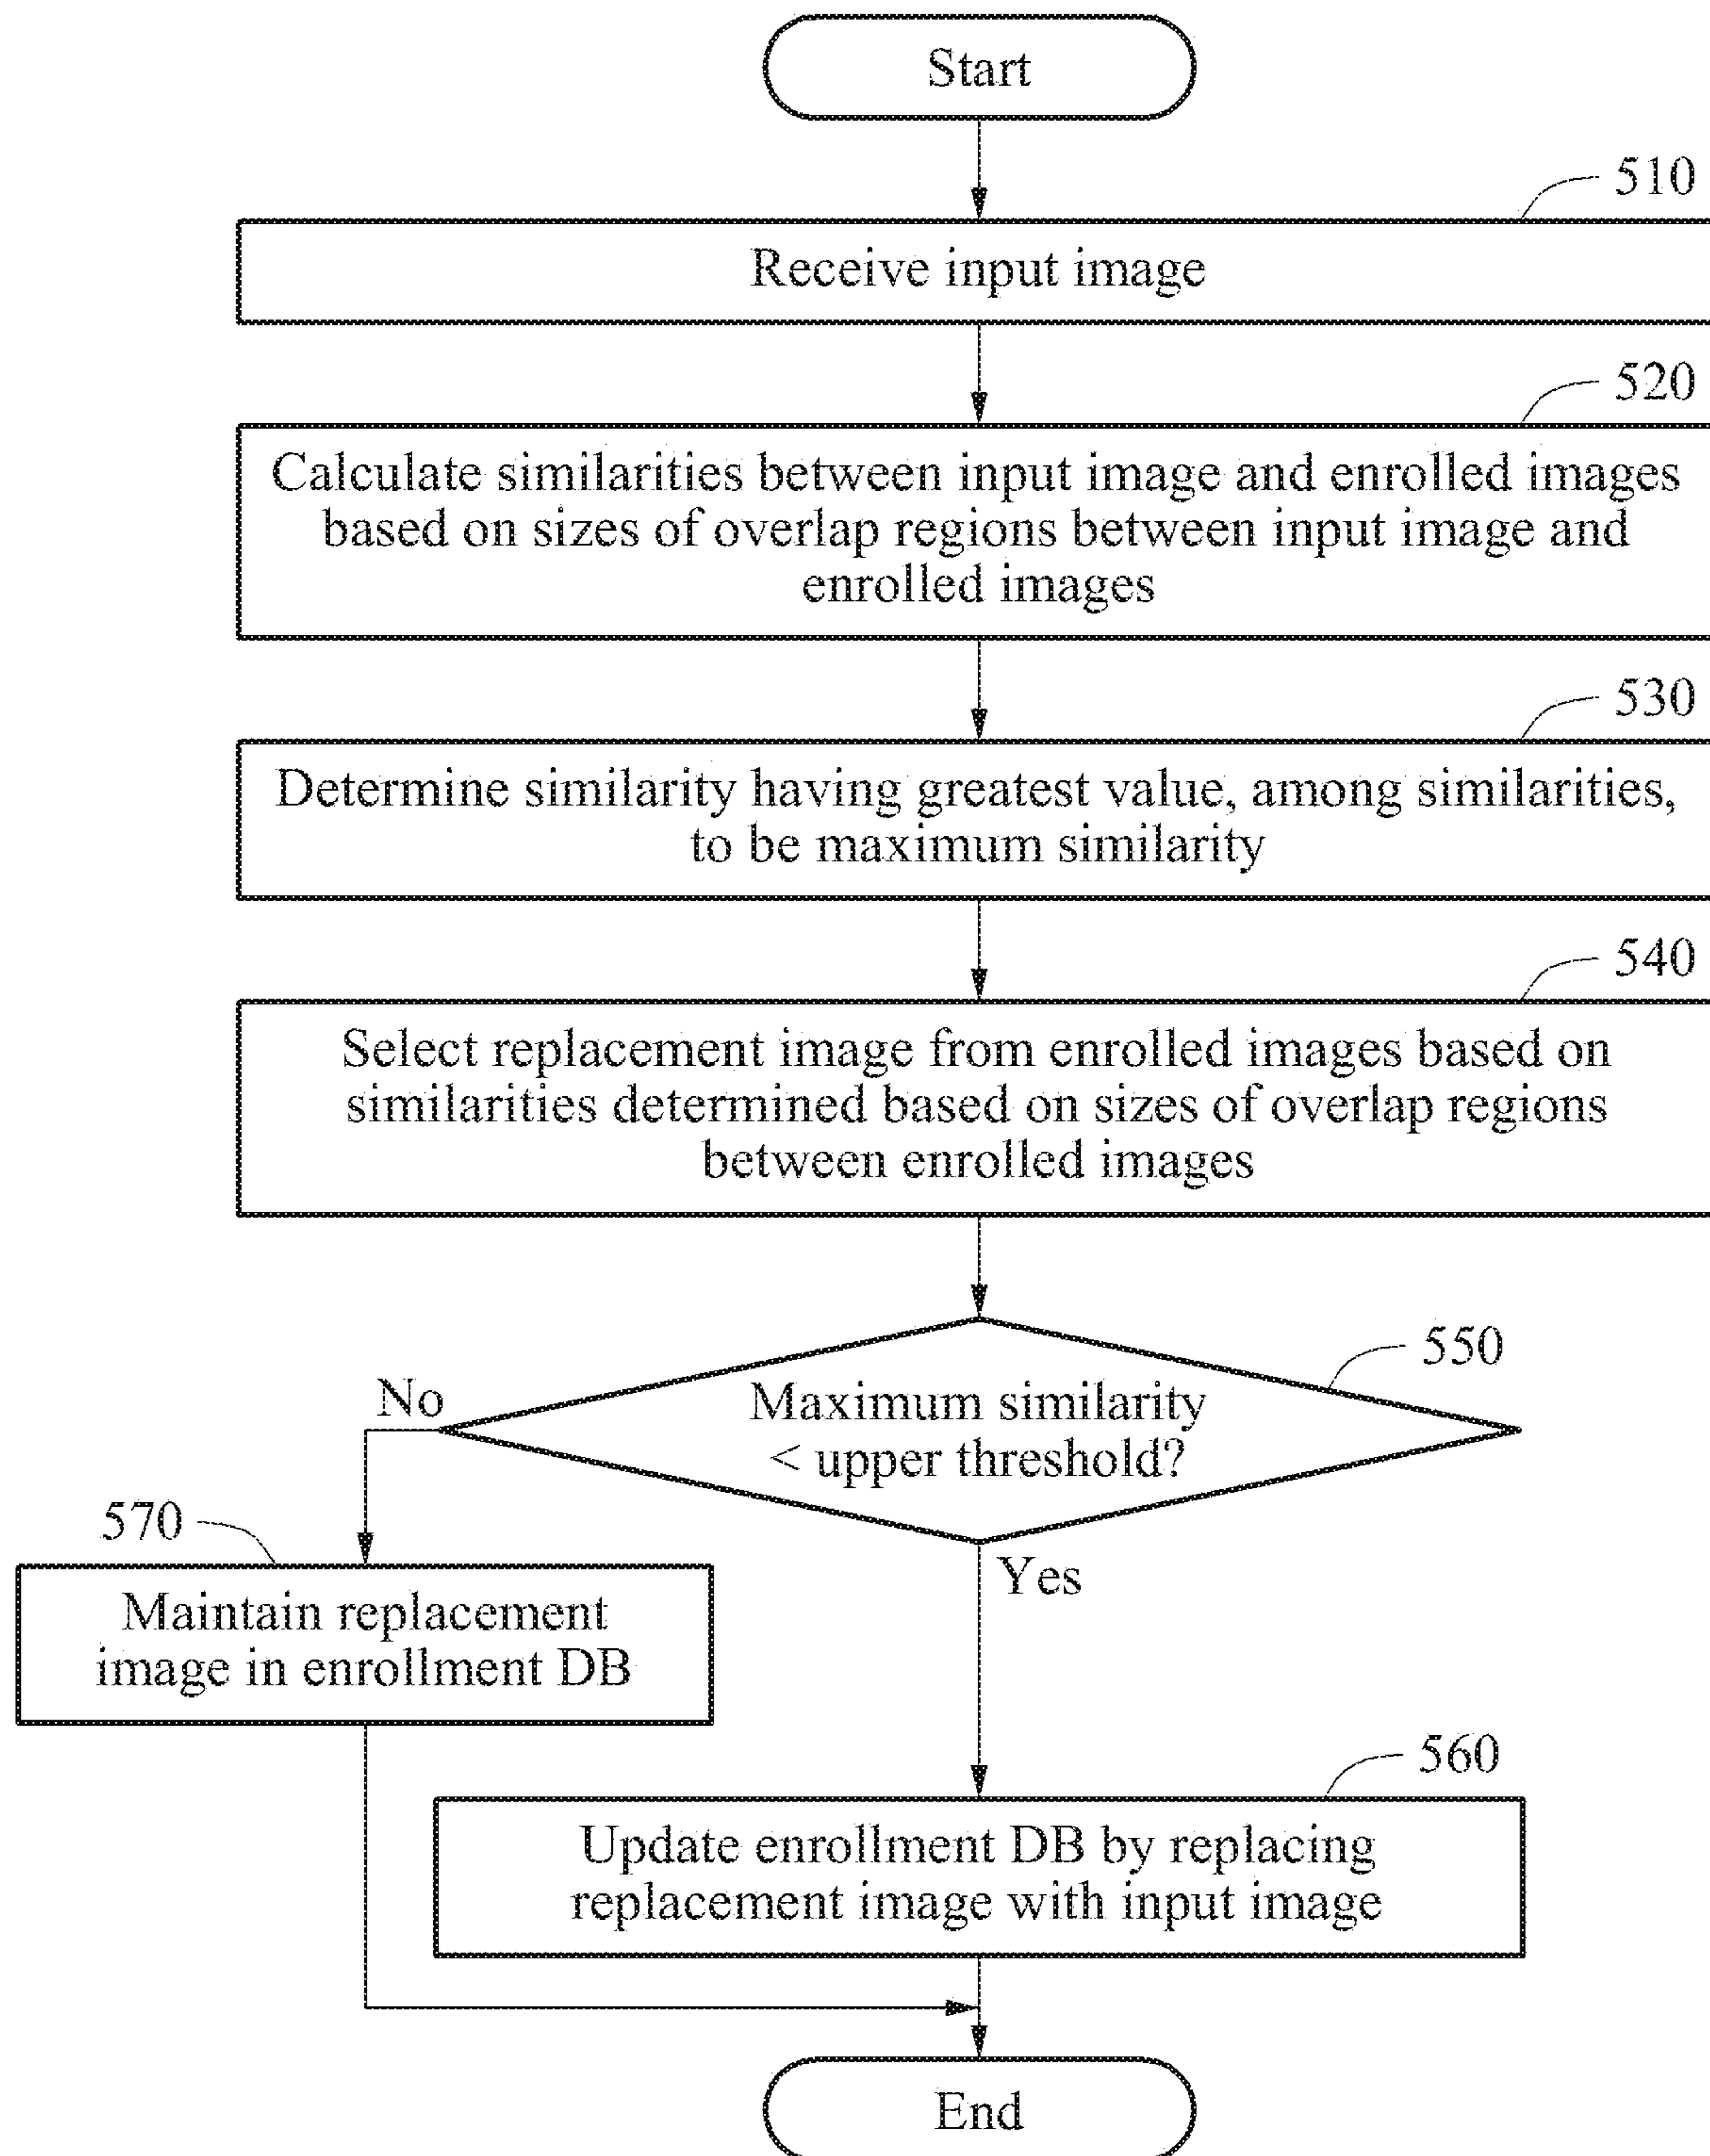 Start
510
Receive input image
520
Calculate similarities between input image and enrolled images
based on sizes of overlap regions between input image and
enrolled images
530
Determine similarity having greatest value, among similarities,
to be maximum similarity
540
Select replacement image from enrolled images based on
similarities determined based on sizes of overlap regions
between enrolled images
550
No
Maximum similarity
< upper threshold?
570
Yes
Maintain replacement
image in enrollment DB
560
Update enrollment DB by replacing
replacement image with input image
End